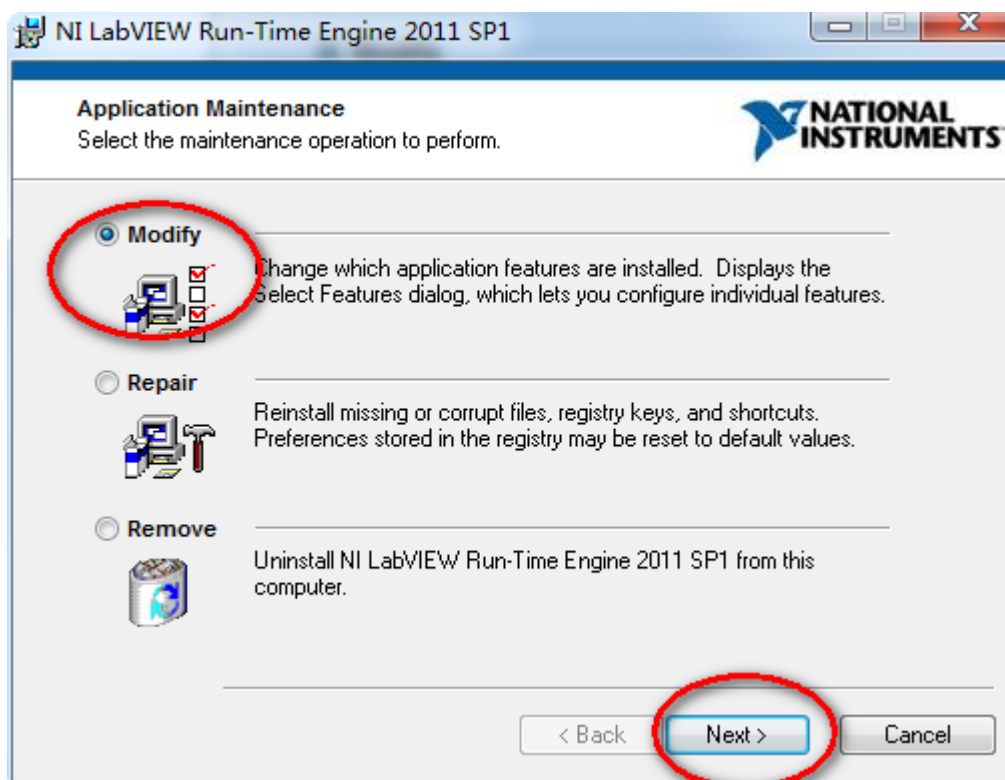 NI LabVIEW Run-Time Engine 2011 SP1
Application Maintenance
Select the maintenance operation to perform.
NATIONAL
INSTRUMENTS
Modify
Change which application features are installed. Displays the
Select Features dialog, which lets you configure individual features.
Repair
Reinstall missing or corrupt files, registry keys, and shortcuts.
Preferences stored in the registry may be reset to default values.
Remove
Uninstall NI LabVIEW Run-Time Engine 2011 SP1 from this
computer.
< Back Next > Cancel